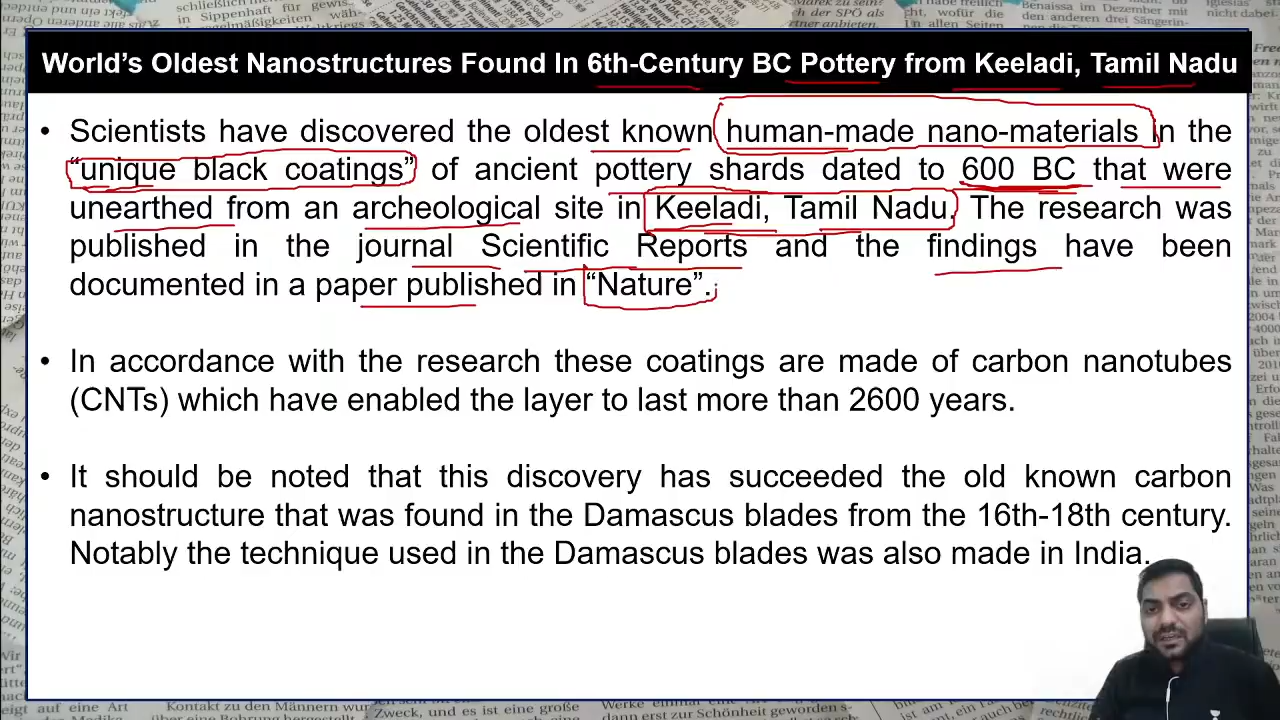 World's Oldest Nanostructures Found In 6th-Century BC Pottery from Keeladi, Tamil Nadu
• Scientists have discovered the oldest known human-made nano-materials in the
"unique black coatings" of ancient pottery shards dated to 600 BC that were
unearthed from an archeological site in Keeladi, Tamil Nadu. The research was
published in the journal Scientific Reports and the findings have been
documented in a paper published in "Nature".
• In accordance with the research these coatings are made of carbon nanotubes
(CNTs) which have enabled the layer to last more than 2600 years.
• It should be noted that this discovery has succeeded the old known carbon
nanostructure that was found in the Damascus blades from the 16th-18th century.
Notably the technique used in the Damascus blades was also made in India.